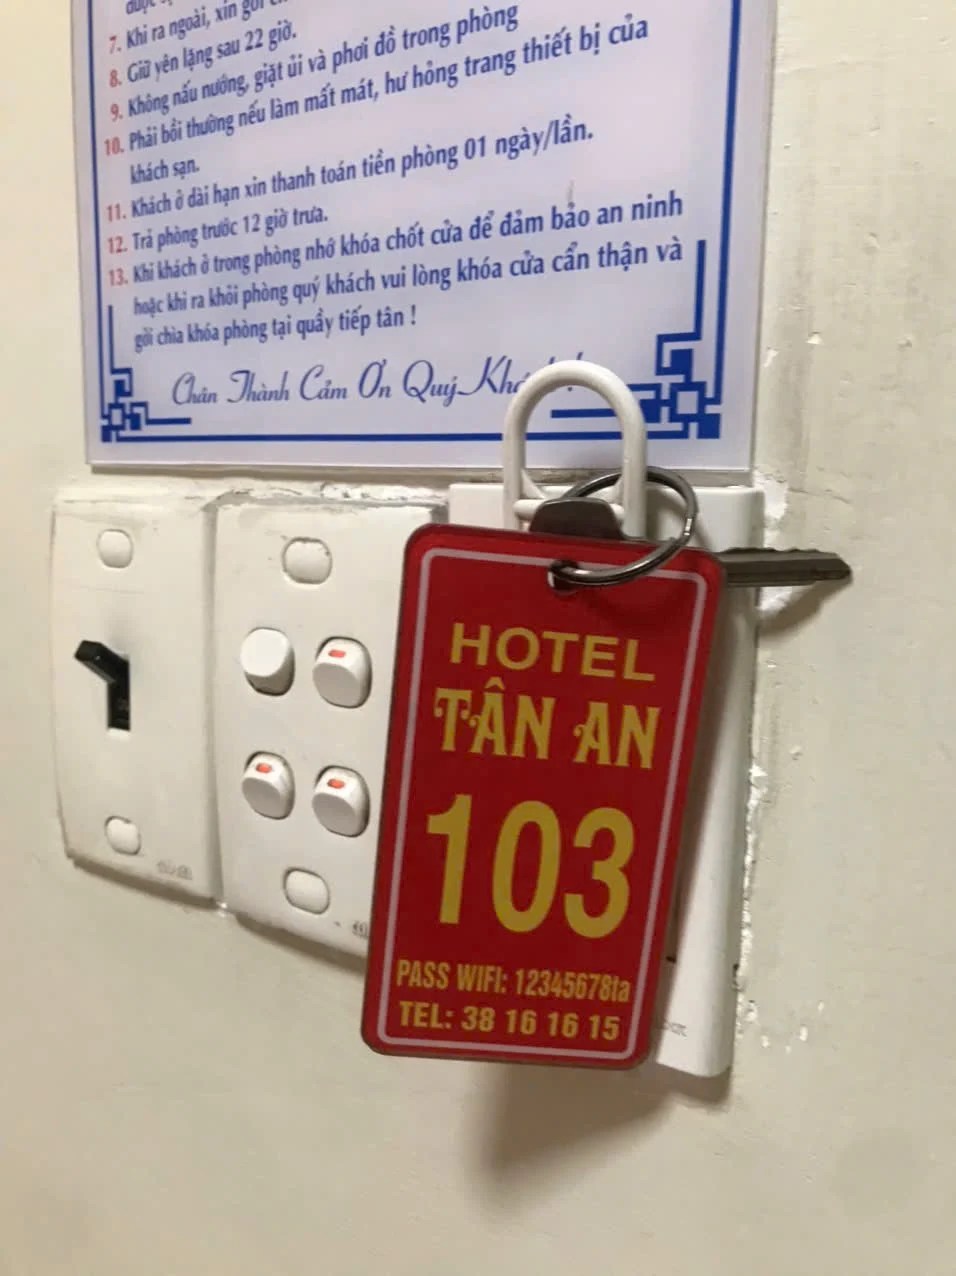 được
7. Khi ra ngoài, xin gởi
8. Giữ yên lặng sau 22 giờ.
9. Không nấu nướng, giặt ủi và phơi đồ trong phòng
10. Phải bồi thường nếu làm mất mát, hư hỏng trang thiết bị của
khách sạn.
11. Khách ở dài hạn xin thanh toán tiền phòng 01 ngày/lần.
12. Trả phòng trước 12 giờ trưa.
13. Khi khách ở trong phòng nhớ khóa chốt cửa để đảm bảo an ninh
hoặc khi ra khỏi phòng quý khách vui lòng khóa cửa cẩn thận và
gởi chìa khóa phòng tại quầy tiếp tân !
Chân Thành Cảm Ơn Quý
HOTEL
TÂN AN
103
PASS WIFI: 12345678ta
TEL: 38 16 16 15